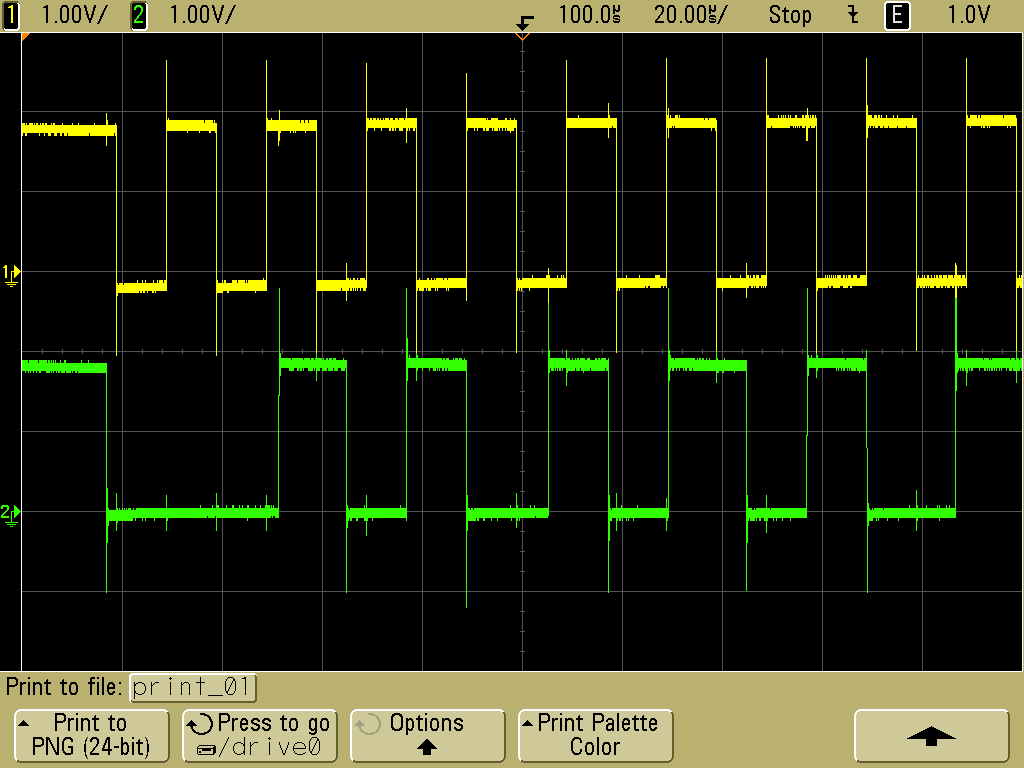 1 1.00V/ 2 1.00V/ 100.0µs 20.00µs/ Stop E 1.0V
1
2
Print to file: print_01
Print to Press to go Options Print Palette
PNG (24-bit) /drive0 Color